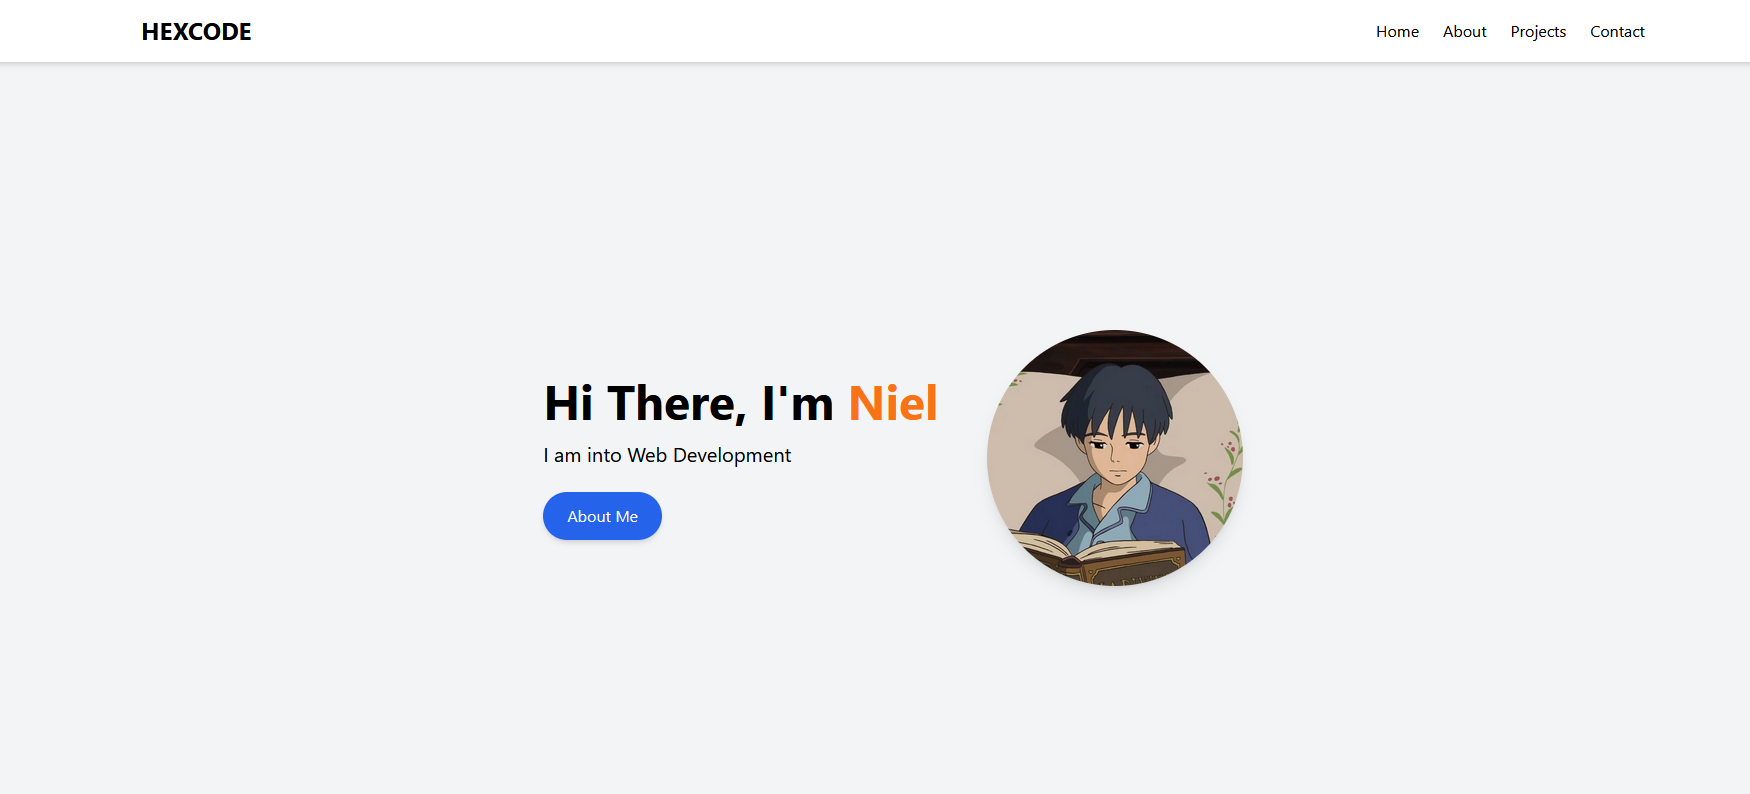 HEXCODE
Home About Projects Contact
Hi There, I'm Niel
I am into Web Development
About Me